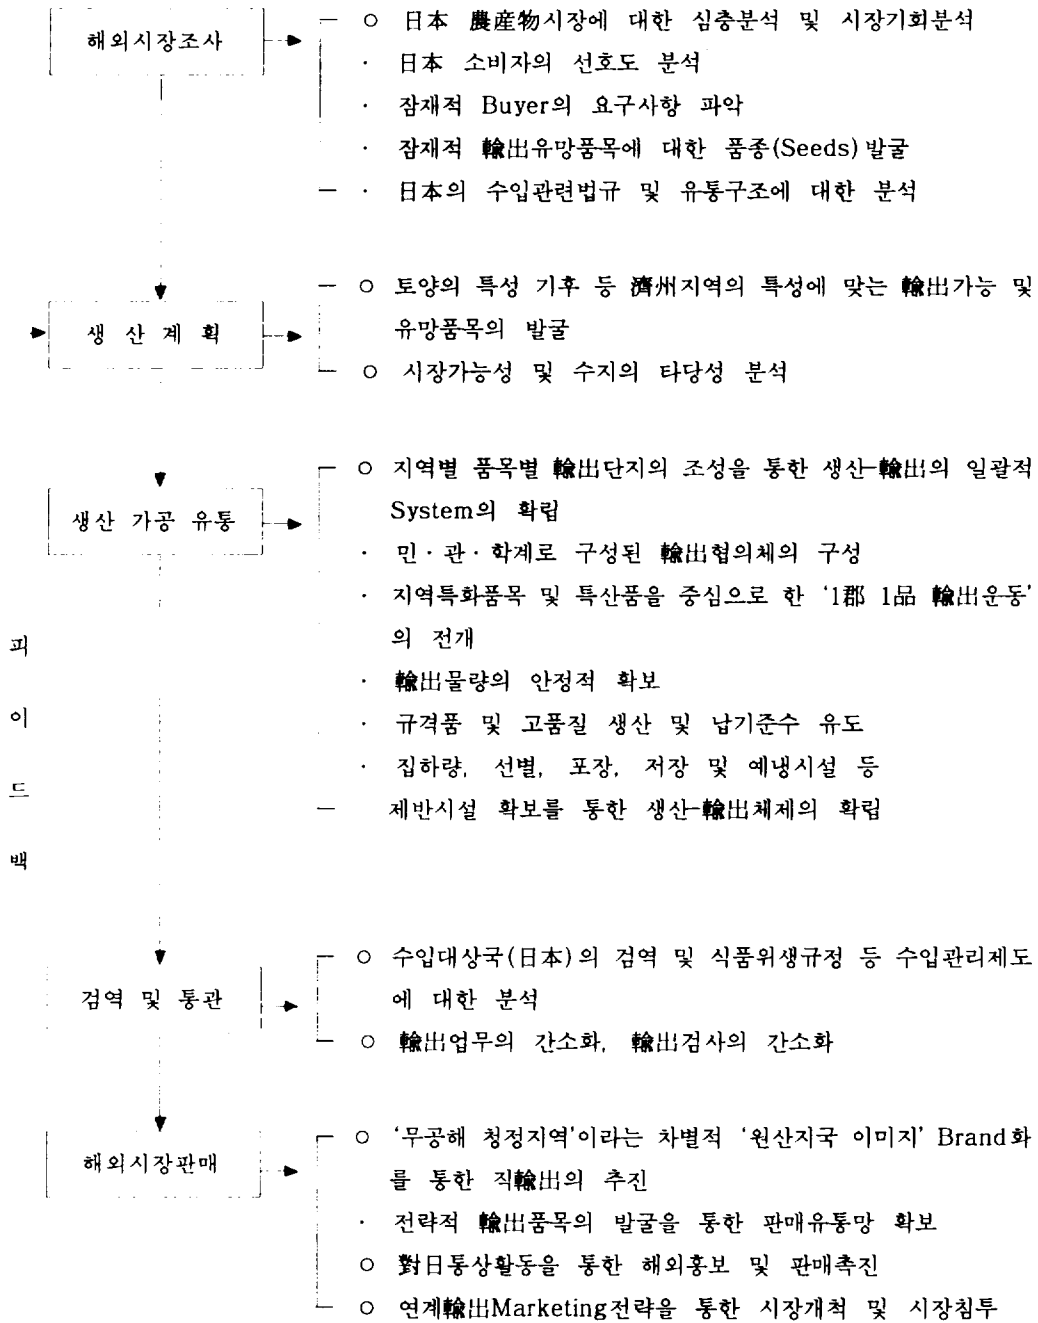 해외시장조사
○ 日本 農産物시장에 대한 심층분석 및 시장기회분석
· 日本 소비자의 선호도 분석
· 잠재적 Buyer의 요구사항 파악
· 잠재적 輸出유망품목에 대한 품종(Seeds)발굴
· 日本의 수입관련법규 및 유통구조에 대한 분석
생 산 계 획
○ 토양의 특성 기후 등 濟州지역의 특성에 맞는 輸出가능 및
유망품목의 발굴
○ 시장가능성 및 수지의 타당성 분석
생산 가공 유통
○ 지역별 품목별 輸出단지의 조성을 통한 생산-輸出의 일괄적
System의 확립
· 민·관·학계로 구성된 輸出협의체의 구성
· 지역특화품목 및 특산품을 중심으로 한 '1郡 1品 輸出운동'
의 전개
· 輸出물량의 안정적 확보
· 규격품 및 고품질 생산 및 납기준수 유도
· 집하량, 선별, 포장, 저장 및 예냉시설 등
제반시설 확보를 통한 생산-輸出체제의 확립
피
이
드
백
검역 및 통관
○ 수입대상국(日本)의 검역 및 식품위생규정 등 수입관리제도
에 대한 분석
○ 輸出업무의 간소화, 輸出검사의 간소화
해외시장판매
○ '무공해 청정지역'이라는 차별적 '원산지국 이미지' Brand화
를 통한 직輸出의 추진
· 전략적 輸出품목의 발굴을 통한 판매유통망 확보
○ 對日통상활동을 통한 해외홍보 및 판매촉진
○ 연계輸出Marketing전략을 통한 시장개척 및 시장침투